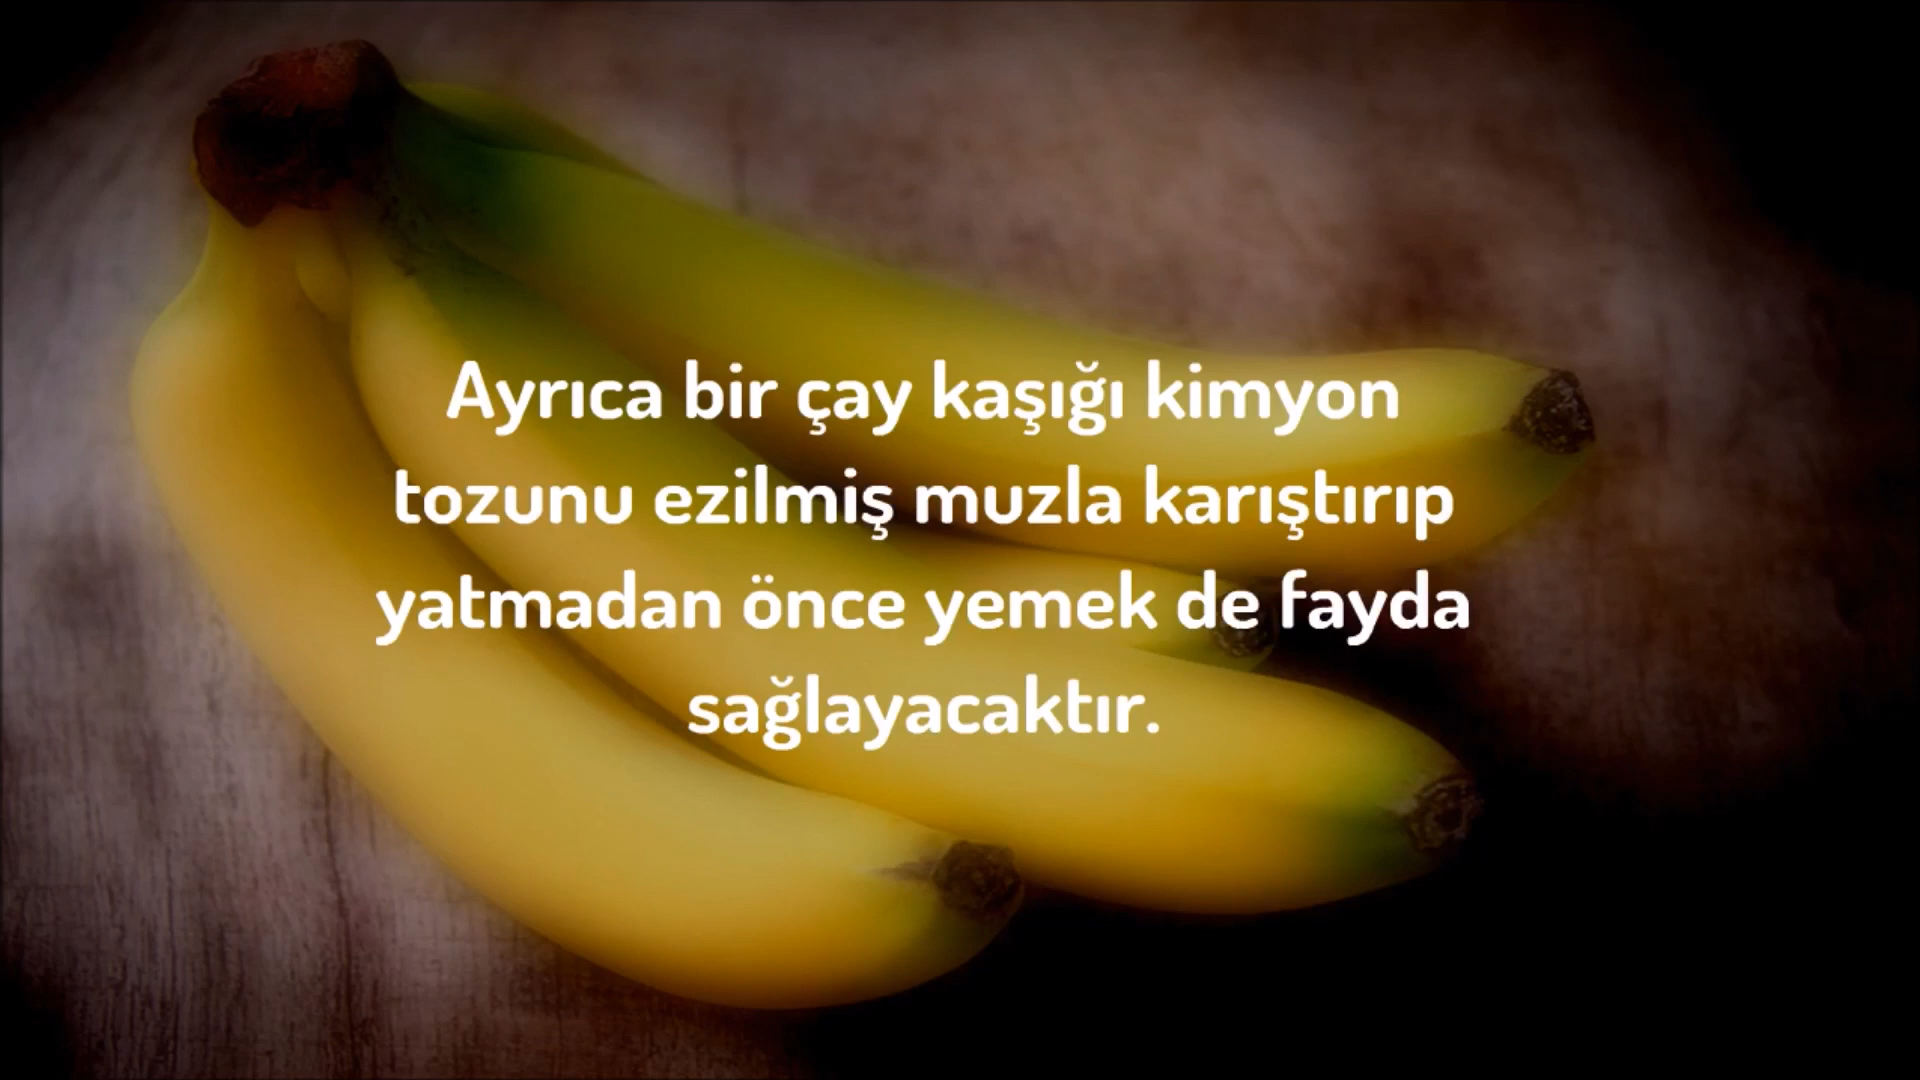 Ayrıca bir çay kaşığı kimyon
tozunu ezilmiş muzla karıştırıp
yatmadan önce yemek de fayda
sağlayacaktır.